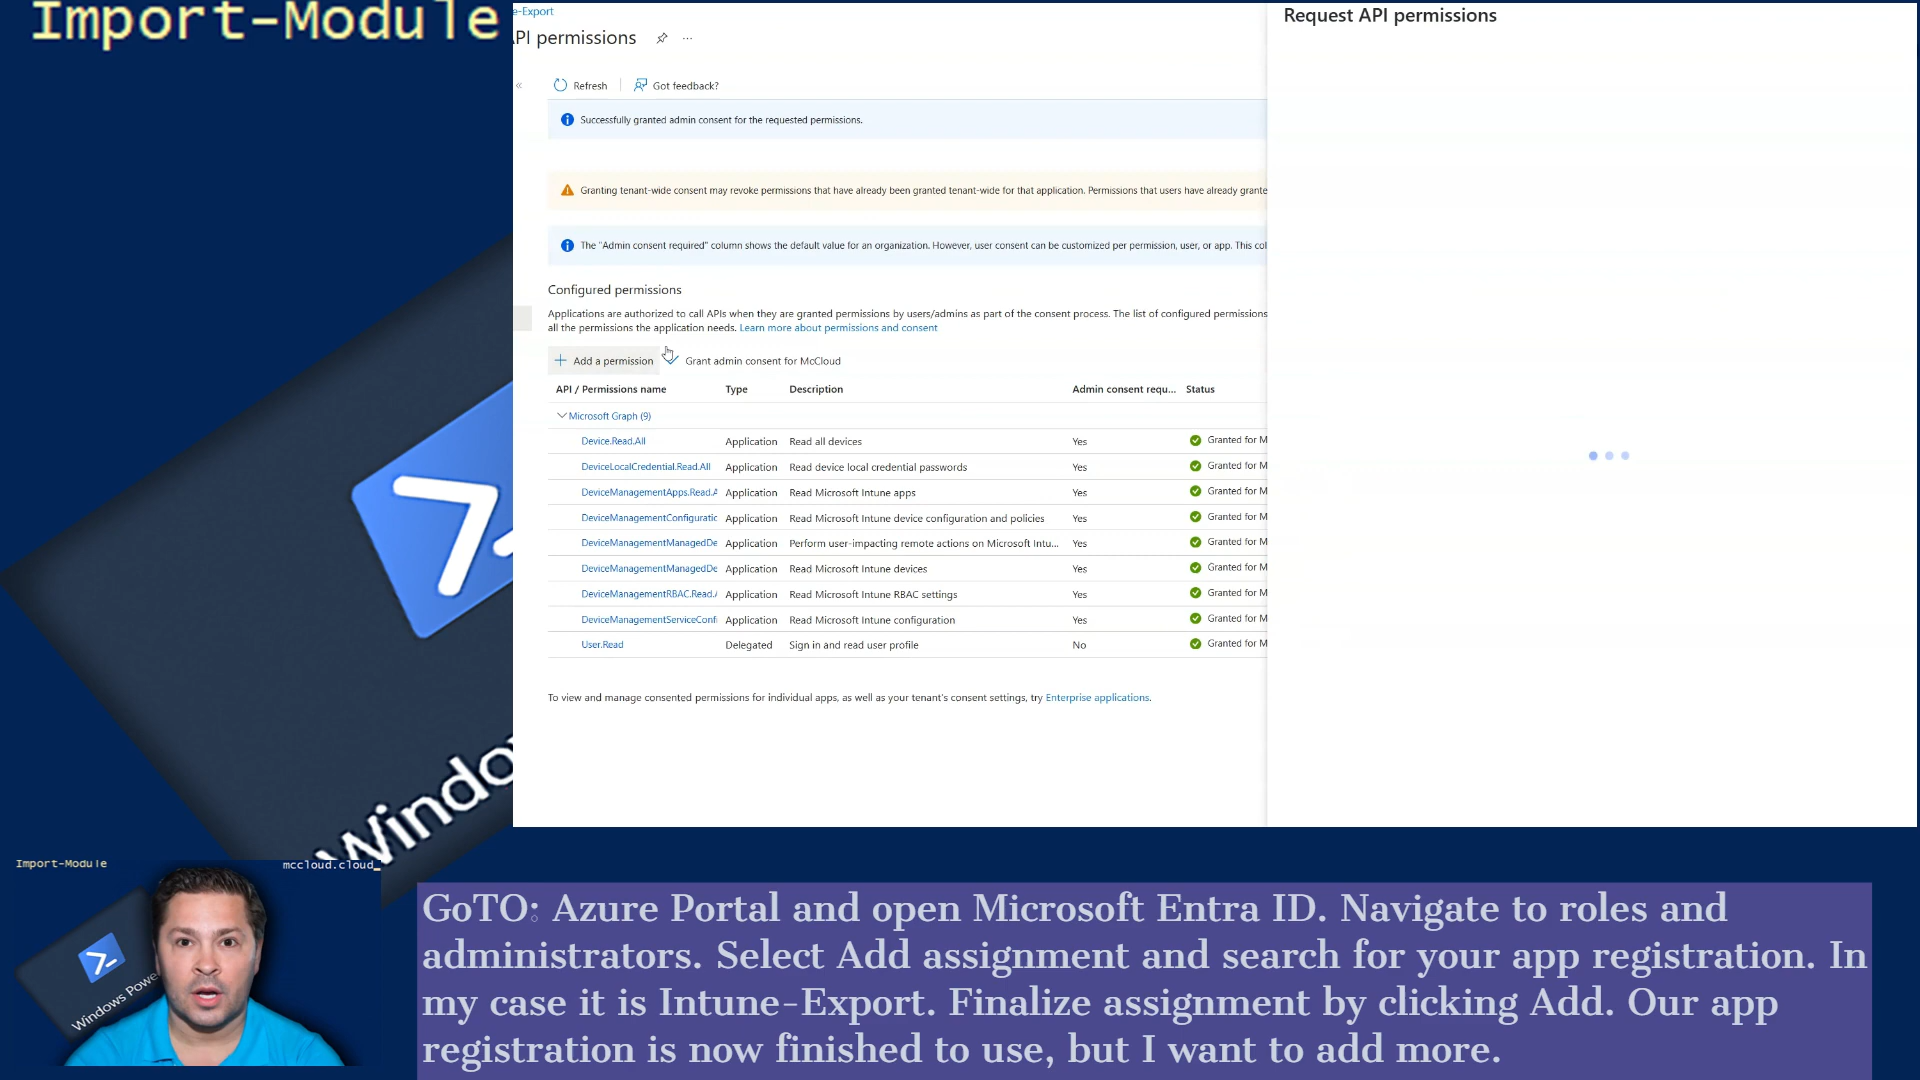 Import-Module
e-Export
API permissions
Request API permissions
Refresh
Got feedback?
Successfully granted admin consent for the requested permissions.
Granting tenant-wide consent may revoke permissions that have already been granted tenant-wide for that application. Permissions that users have already grante
The "Admin consent required" column shows the default value for an organization. However, user consent can be customized per permission, user, or app. This col
Configured permissions
Applications are authorized to call APIs when they are granted permissions by users/admins as part of the consent process. The list of configured permissions
all the permissions the application needs. Learn more about permissions and consent
Add a permission Grant admin consent for McCloud
API / Permissions name Type Description Admin consent requ... Status
Microsoft Graph (9)
Device.Read.All Application Read all devices Yes Granted for M
DeviceLocalCredential.Read.All Application Read device local credential passwords Yes Granted for M
DeviceManagementApps.Read.A Application Read Microsoft Intune apps Yes Granted for M
DeviceManagementConfiguratic Application Read Microsoft Intune device configuration and policies Yes Granted for M
DeviceManagementManagedDe Application Perform user-impacting remote actions on Microsoft Intu... Yes Granted for M
DeviceManagementManagedDe Application Read Microsoft Intune devices Yes Granted for M
DeviceManagementRBAC.Read.A Application Read Microsoft Intune RBAC settings Yes Granted for M
DeviceManagementServiceConfi Application Read Microsoft Intune configuration Yes Granted for M
User.Read Delegated Sign in and read user profile No Granted for M
To view and manage consented permissions for individual apps, as well as your tenant's consent settings, try Enterprise applications.
Windo
Import-Module
mccloud.cloud_
Windows Powe
GoTO: Azure Portal and open Microsoft Entra ID. Navigate to roles and
administrators. Select Add assignment and search for your app registration. In
my case it is Intune-Export. Finalize assignment by clicking Add. Our app
registration is now finished to use, but I want to add more.